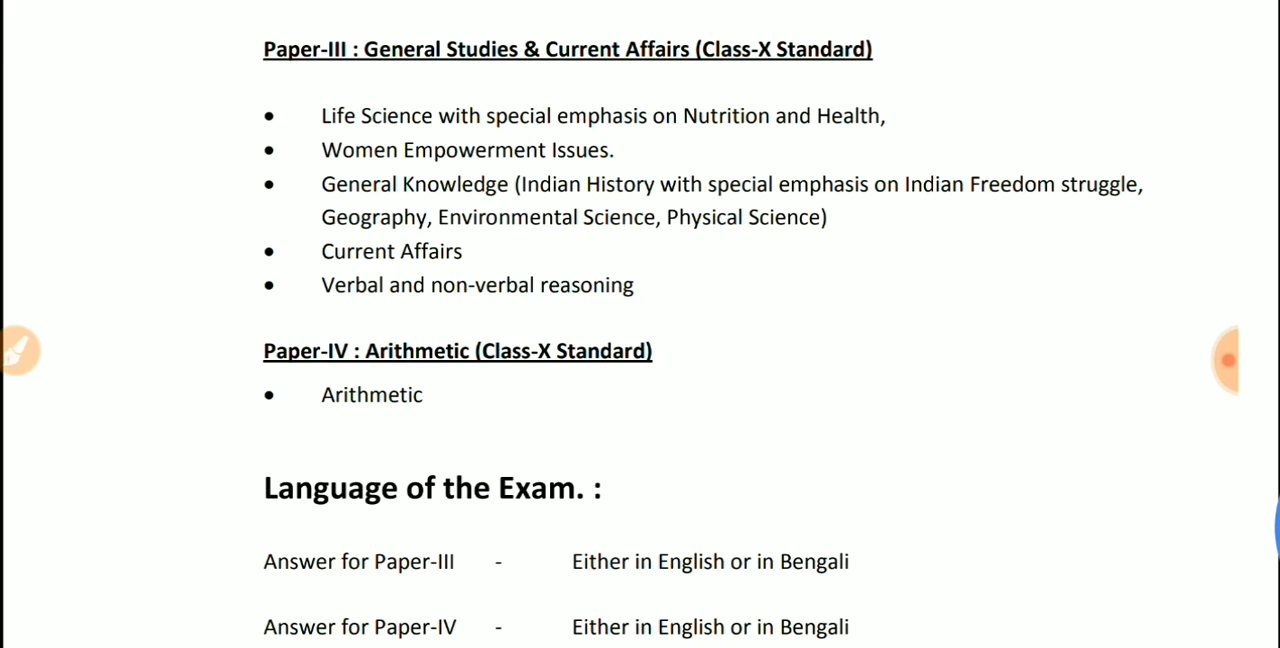 Paper-III : General Studies & Current Affairs (Class-X Standard)
• Life Science with special emphasis on Nutrition and Health,
• Women Empowerment Issues.
• General Knowledge (Indian History with special emphasis on Indian Freedom struggle,
Geography, Environmental Science, Physical Science)
• Current Affairs
• Verbal and non-verbal reasoning
Paper-IV : Arithmetic (Class-X Standard)
• Arithmetic
Language of the Exam. :
Answer for Paper-III - Either in English or in Bengali
Answer for Paper-IV - Either in English or in Bengali